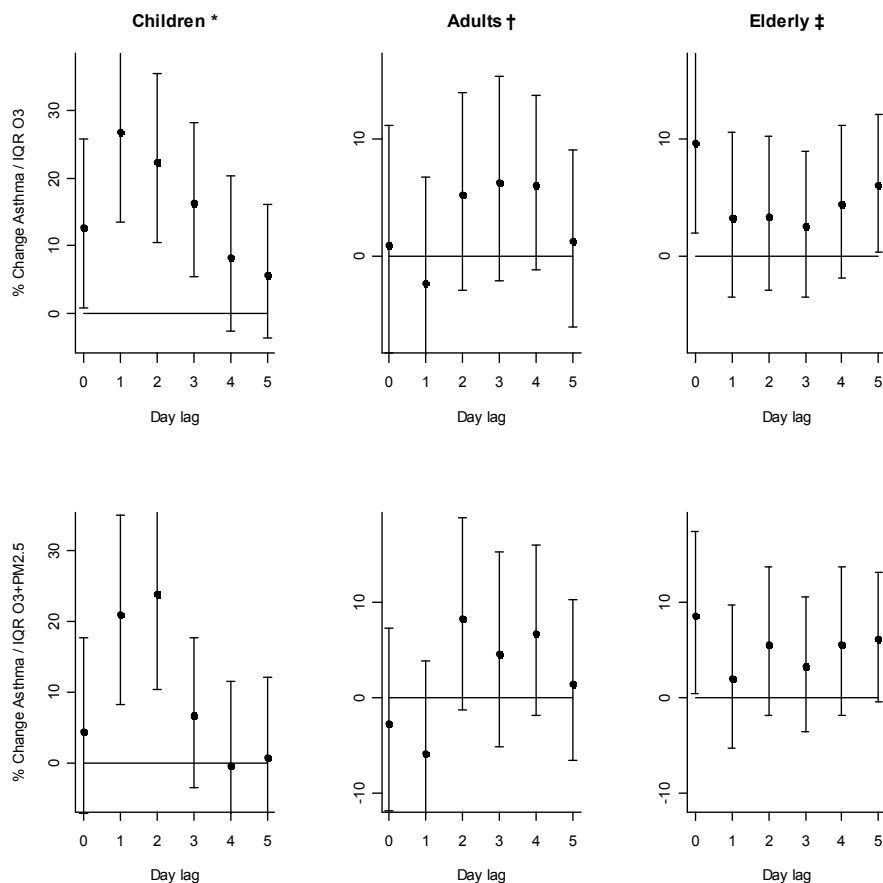 Children *
Adults †
Elderly ‡
% Change Asthma / IQR O3
30
20
10
0
0 1 2 3 4 5
Day lag
10
0
0 1 2 3 4 5
Day lag
10
0
0 1 2 3 4 5
Day lag
% Change Asthma / IQR O3+PM2.5
30
20
10
0
0 1 2 3 4 5
Day lag
10
0
-10
0 1 2 3 4 5
Day lag
10
0
-10
0 1 2 3 4 5
Day lag